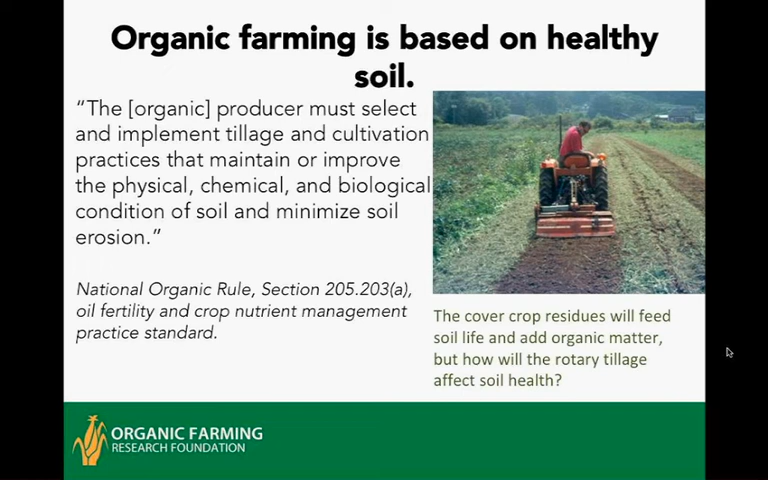 Organic farming is based on healthy
soil.
“The [organic] producer must select
and implement tillage and cultivation
practices that maintain or improve
the physical, chemical, and biological
condition of soil and minimize soil
erosion.”
National Organic Rule, Section 205.203(a),
oil fertility and crop nutrient management
practice standard.
The cover crop residues will feed
soil life and add organic matter,
but how will the rotary tillage
affect soil health?
ORGANIC FARMING
RESEARCH FOUNDATION